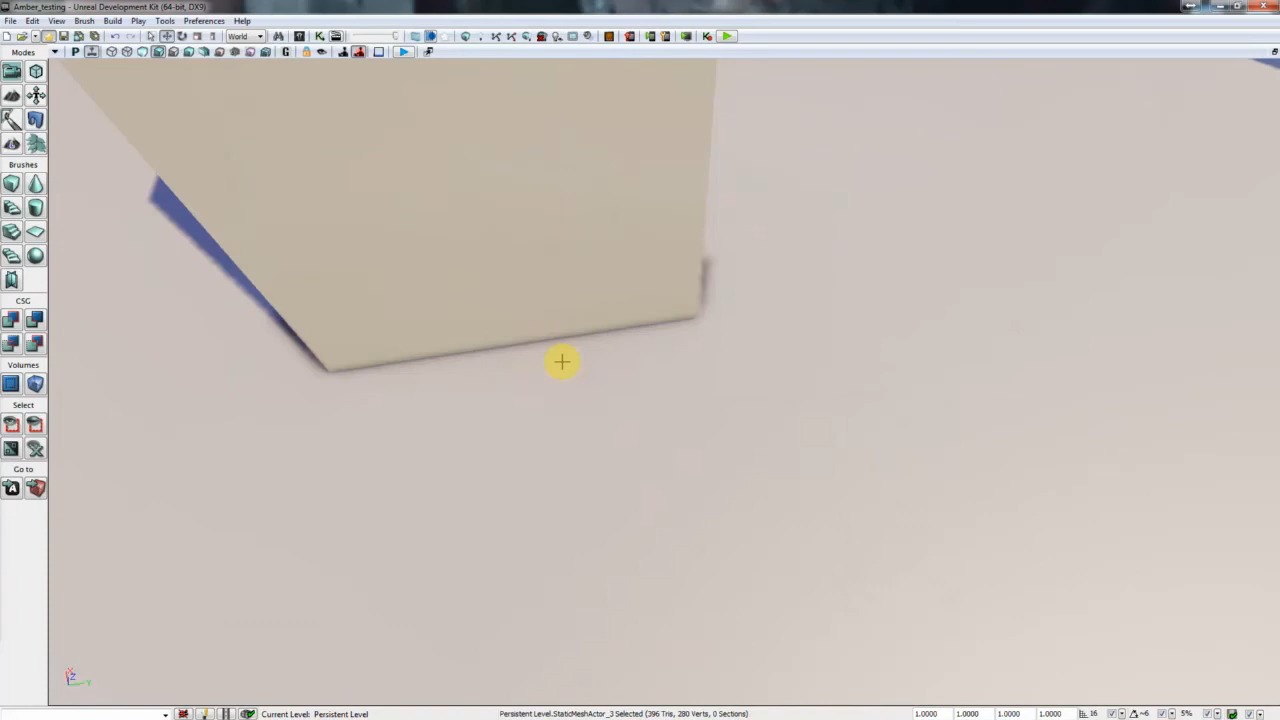 Amber_testing - Unreal Development Kit (64-bit, DX9)
File Edit View Brush Build Play Tools Preferences Help
World
Modes
P G
Brushes
CSG
Volumes
Select
Go to
X Z Y
Current Level: Persistent Level Persistent Level.StaticMeshActor_3 Selected (396 Tris, 280 Verts, 0 Sections) 1.0000 1.0000 1.0000 1.0000 16 ~6 5%